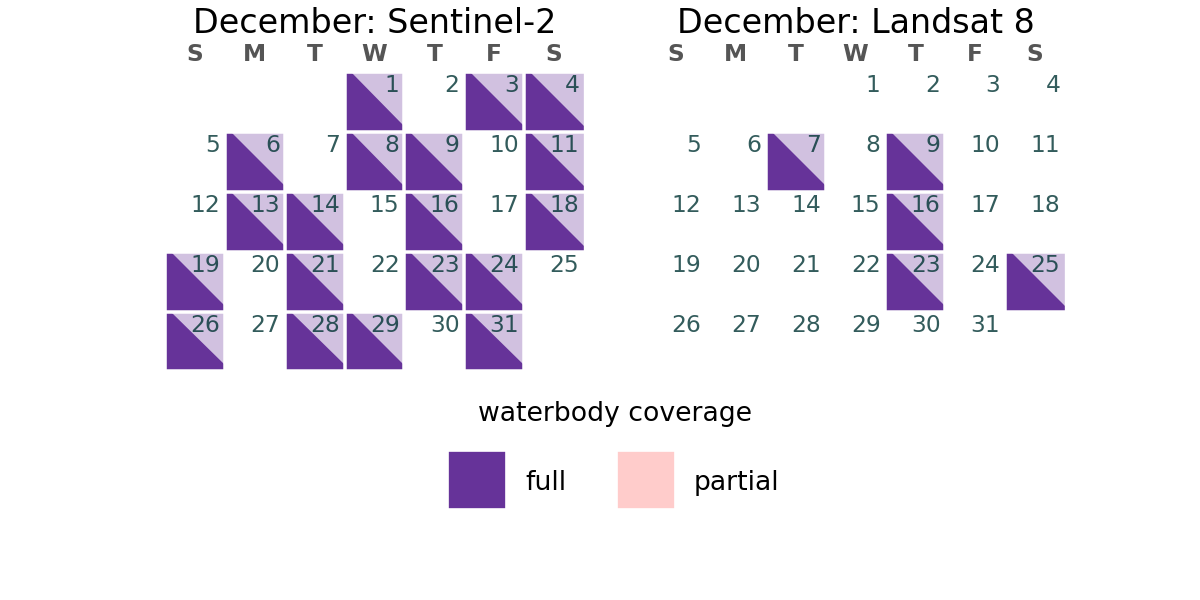 December: Sentinel-2
S M T W T F S
1 2 3 4
5 6 7 8 9 10 11
12 13 14 15 16 17 18
19 20 21 22 23 24 25
26 27 28 29 30 31
December: Landsat 8
S M T W T F S
1 2 3 4
5 6 7 8 9 10 11
12 13 14 15 16 17 18
19 20 21 22 23 24 25
26 27 28 29 30 31
waterbody coverage
full partial